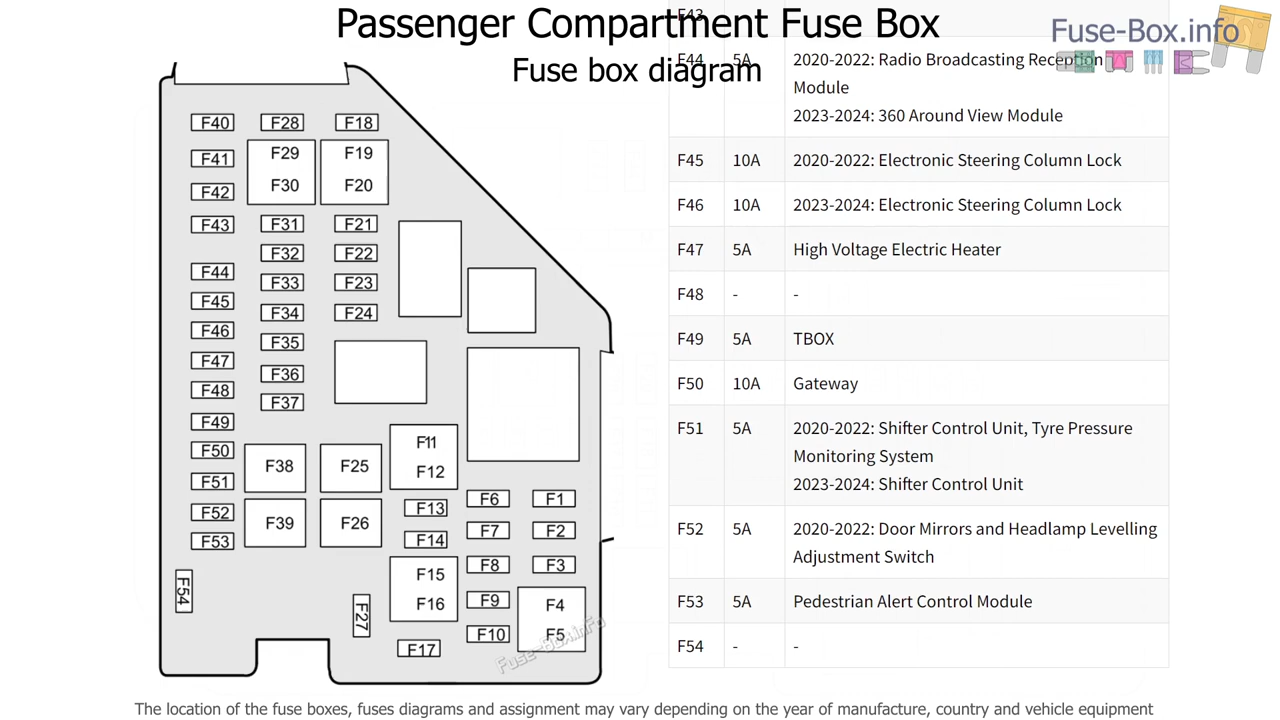 Passenger Compartment Fuse Box
Fuse box diagram
Fuse-Box.info
F40 F28 F18
F41 F29 F19
F42 F30 F20
F43 F31 F21
F32 F22
F44 F33 F23
F45 F34 F24
F46 F35
F47 F36
F48 F37
F49
F50 F38 F25 F11
F12
F51 F6 F1
F52 F39 F26 F13 F7 F2
F53 F14
F8 F3
F54 F15
F27 F16 F9 F4
F17 F10 F5
Fuse-Box.info
F43
F44 5A 2020-2022: Radio Broadcasting Reception
Module
2023-2024: 360 Around View Module
F45 10A 2020-2022: Electronic Steering Column Lock
F46 10A 2023-2024: Electronic Steering Column Lock
F47 5A High Voltage Electric Heater
F48 - -
F49 5A TBOX
F50 10A Gateway
F51 5A 2020-2022: Shifter Control Unit, Tyre Pressure
Monitoring System
2023-2024: Shifter Control Unit
F52 5A 2020-2022: Door Mirrors and Headlamp Levelling
Adjustment Switch
F53 5A Pedestrian Alert Control Module
F54 - -
The location of the fuse boxes, fuses diagrams and assignment may vary depending on the year of manufacture, country and vehicle equipment